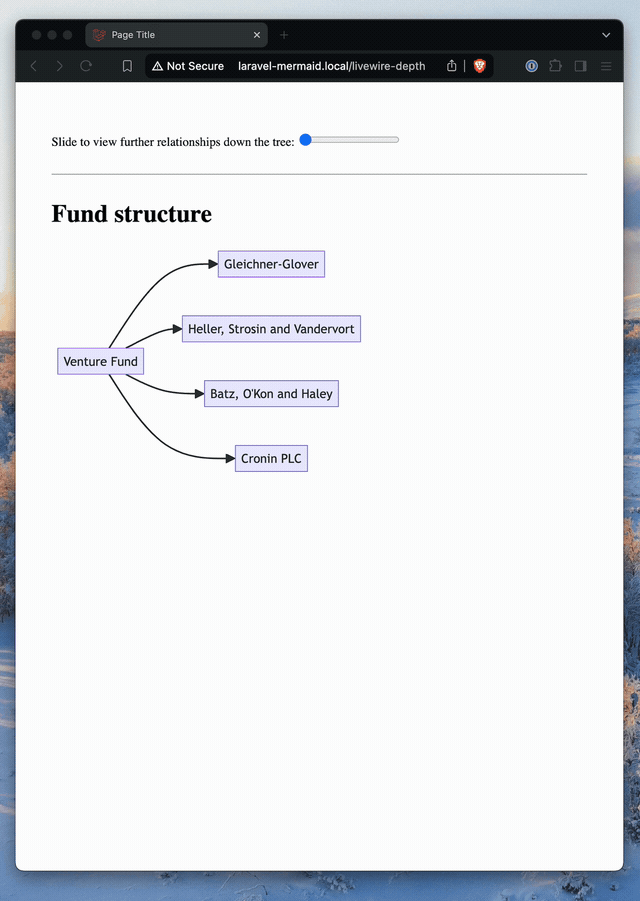 Page Title
Not Secure laravel-mermaid.local/livewire-depth
Slide to view further relationships down the tree:
Fund structure
Gleichner-Glover
Heller, Strosin and Vandervort
Venture Fund
Batz, O'Kon and Haley
Cronin PLC